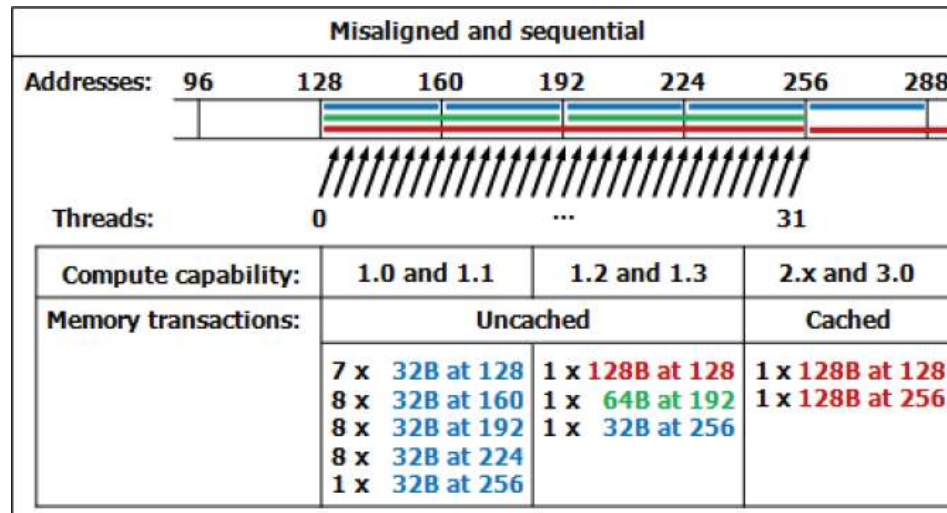 Misaligned and sequential
Addresses: 96 128 160 192 224 256 288
Threads: 0 ... 31
Compute capability: 1.0 and 1.1 1.2 and 1.3 2.x and 3.0
Memory transactions: Uncached Cached
7 x 32B at 128 1 x 128B at 128 1 x 128B at 128
8 x 32B at 160 1 x 64B at 192 1 x 128B at 256
8 x 32B at 192 1 x 32B at 256
8 x 32B at 224
1 x 32B at 256